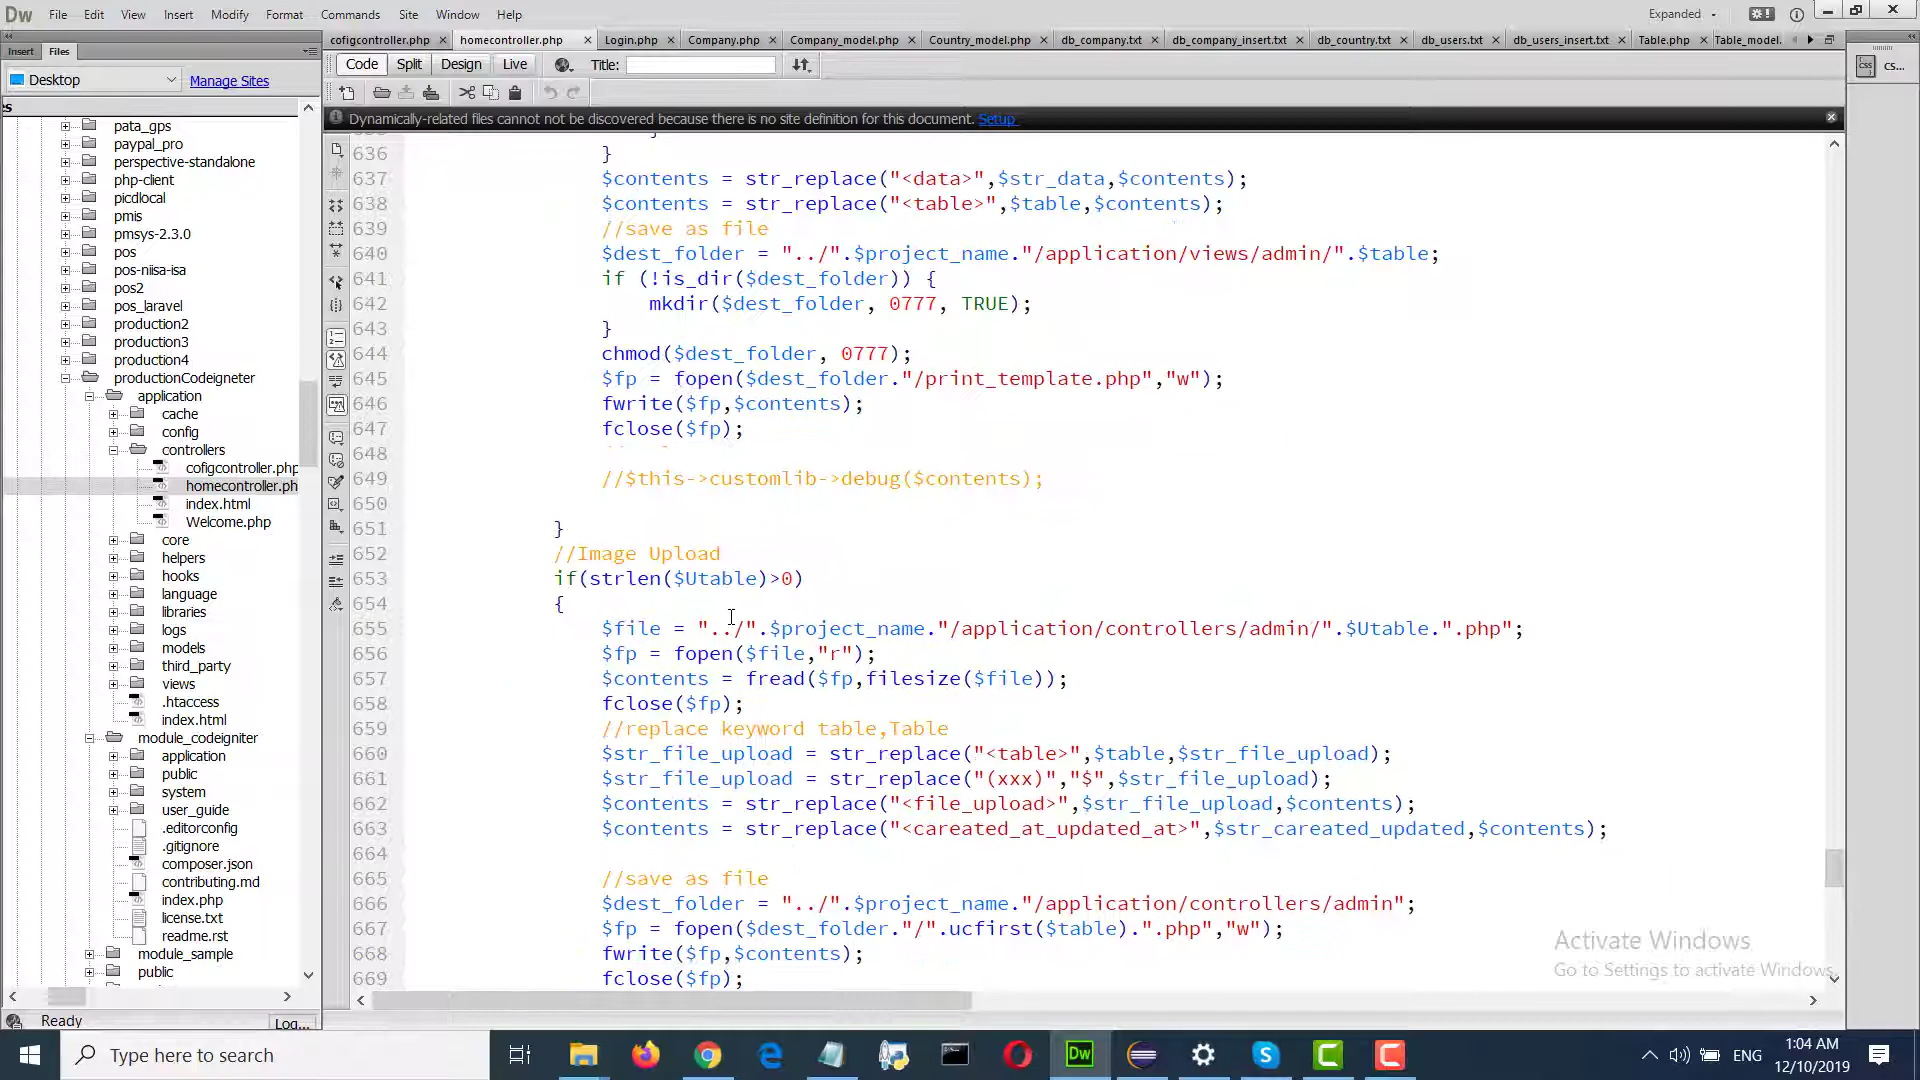 Dw File Edit View Insert Modify Format Commands Site Window Help Expanded
Insert Files
cofigcontroller.php homecontroller.php Login.php Company.php Company_model.php Country_model.php db_company.txt db_company_insert.txt db_country.txt db_users.txt db_users_insert.txt Table.php Table_model.
Code Split Design Live Title:
Desktop Manage Sites
Dynamically-related files cannot not be discovered because there is no site definition for this document. Setup
CSS cs...
pata_gps
paypal_pro
perspective-standalone
php-client
picdlocal
pmis
pmsys-2.3.0
pos
pos-niisa-isa
pos2
pos_laravel
production2
production3
production4
productionCodeigneter
application
cache
config
controllers
cofigcontroller.php
homecontroller.ph
index.html
Welcome.php
core
helpers
hooks
language
libraries
logs
models
third_party
views
.htaccess
index.html
module_codeigniter
application
public
system
user_guide
.editorconfig
.gitignore
composer.json
contributing.md
index.php
license.txt
readme.rst
module_sample
public
Ready Log...
636 }
637 $contents = str_replace("<data>",$str_data,$contents);
638 $contents = str_replace("<table>",$table,$contents);
639 //save as file
640 $dest_folder = "../".$project_name."/application/views/admin/".$table;
641 if (!is_dir($dest_folder)) {
642 mkdir($dest_folder, 0777, TRUE);
643 }
644 chmod($dest_folder, 0777);
645 $fp = fopen($dest_folder."/print_template.php","w");
646 fwrite($fp,$contents);
647 fclose($fp);
648
649 //$this->customlib->debug($contents);
650
651 }
652 //Image Upload
653 if(strlen($Utable)>0)
654 {
655 $file = "../".$project_name."/application/controllers/admin/".$Utable.".php";
656 $fp = fopen($file,"r");
657 $contents = fread($fp,filesize($file));
658 fclose($fp);
659 //replace keyword table,Table
660 $str_file_upload = str_replace("<table>",$table,$str_file_upload);
661 $str_file_upload = str_replace("(xxx)","$",$str_file_upload);
662 $contents = str_replace("<file_upload>",$str_file_upload,$contents);
663 $contents = str_replace("<careated_at_updated_at>",$str_careated_updated,$contents);
664
665 //save as file
666 $dest_folder = "../".$project_name."/application/controllers/admin";
667 $fp = fopen($dest_folder."/".ucfirst($table).".php","w");
668 fwrite($fp,$contents);
669 fclose($fp);
Activate Windows
Go to Settings to activate Windows.
Type here to search
Dw
ENG
1:04 AM
12/10/2019